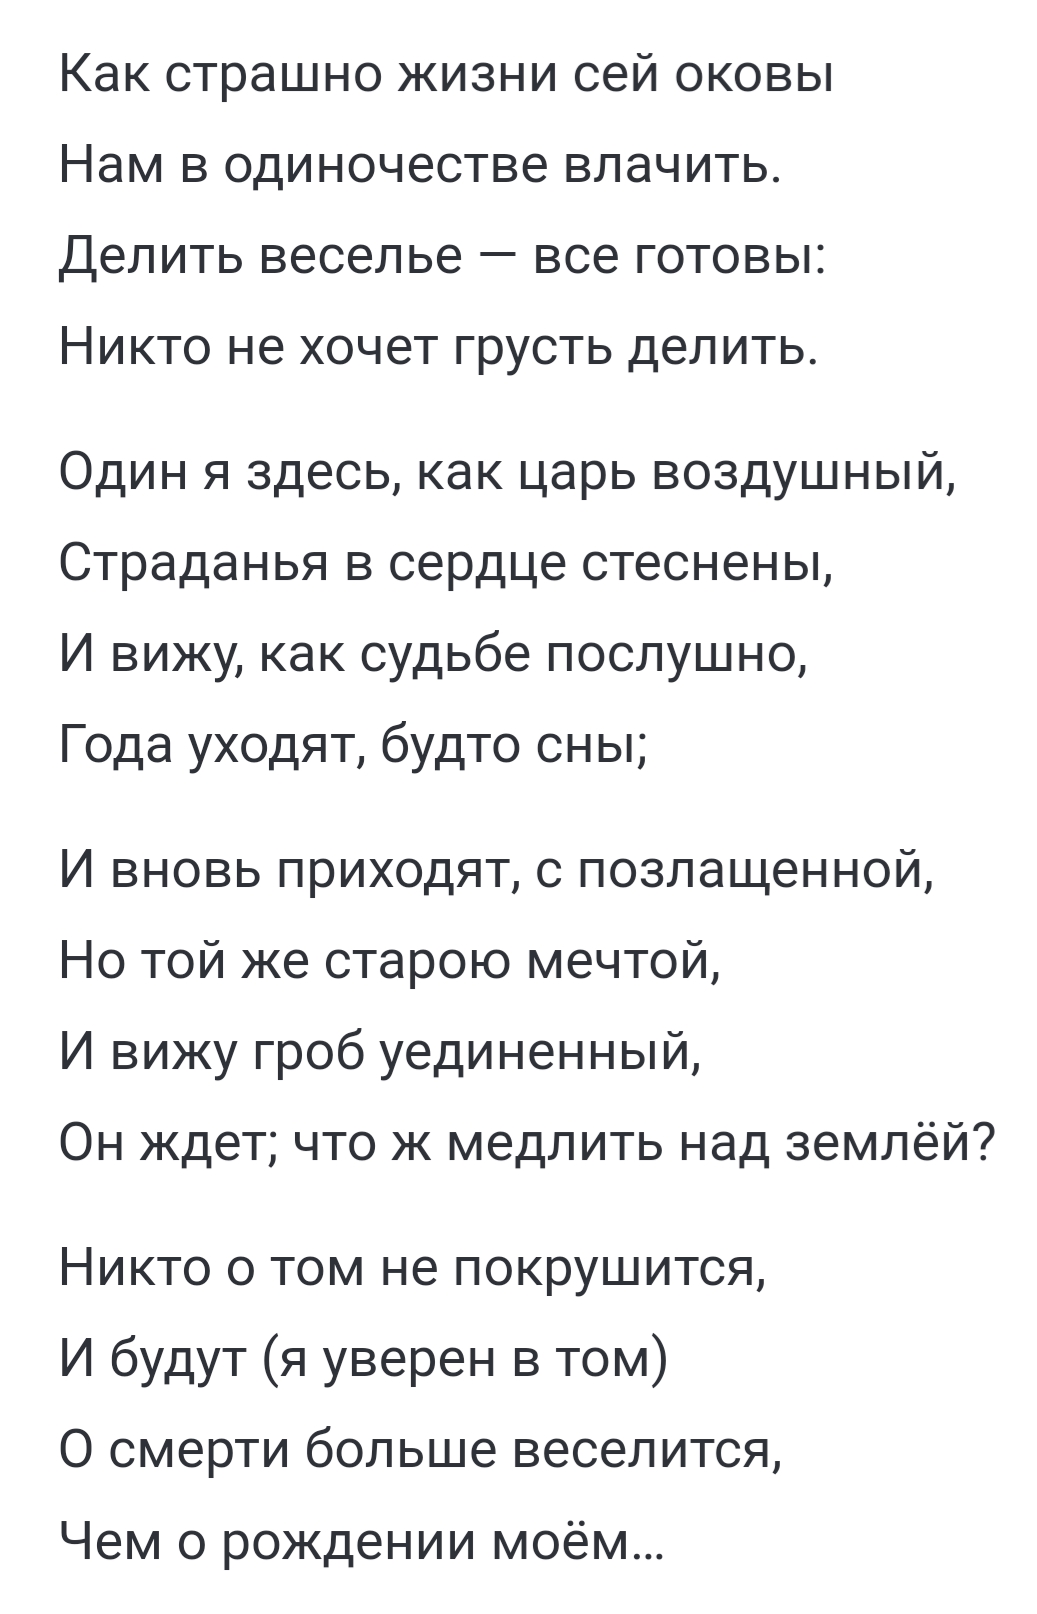 Как страшно жизни сей оковы
Нам в одиночестве влачить.
Делить веселье — все готовы:
Никто не хочет грусть делить.
Один я здесь, как царь воздушный,
Страданья в сердце стеснены,
И вижу, как судьбе послушно,
Года уходят, будто сны;
И вновь приходят, с позлащенной,
Но той же старою мечтой,
И вижу гроб уединенный,
Он ждет; что ж медлить над землёй?
Никто о том не покрушится,
И будут (я уверен в том)
О смерти больше веселится,
Чем о рождении моём…